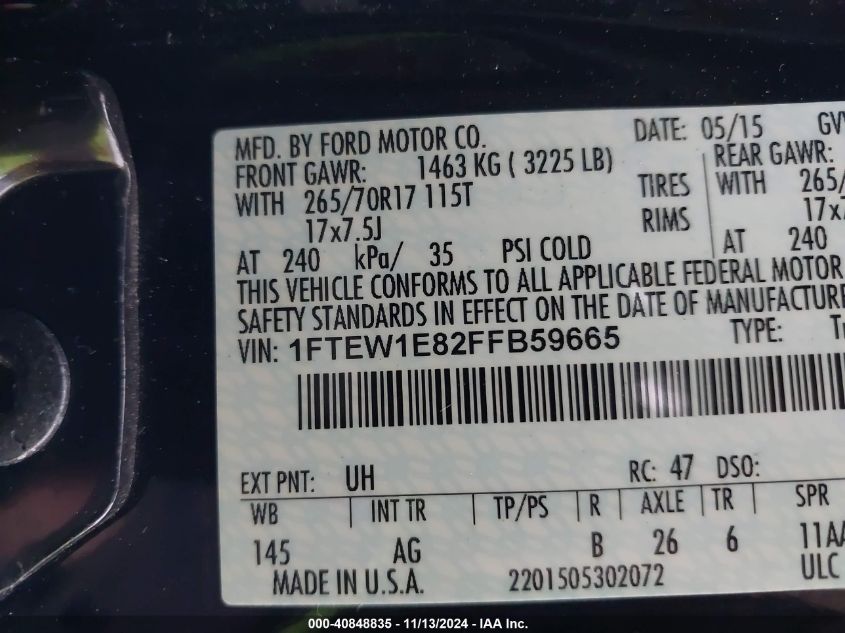 MFD. BY FORD MOTOR CO. DATE: 05/15
FRONT GAWR: 1463 KG ( 3225 LB) REAR GAWR:
WITH 265/70R17 115T TIRES WITH
17x7.5J RIMS
AT 240 kPa/ 35 PSI COLD AT 240
THIS VEHICLE CONFORMS TO ALL APPLICABLE FEDERAL MOTOR
SAFETY STANDARDS IN EFFECT ON THE DATE OF MANUFACTURE
VIN: 1FTEW1E82FFB59665 TYPE:
EXT PNT: UH RC: 47 DSO:
WB INT TR TP/PS R AXLE TR SPR
145 AG B 26 6
MADE IN U.S.A. 2201505302072 ULC
000-40848835 - 11/13/2024 - IAA Inc.